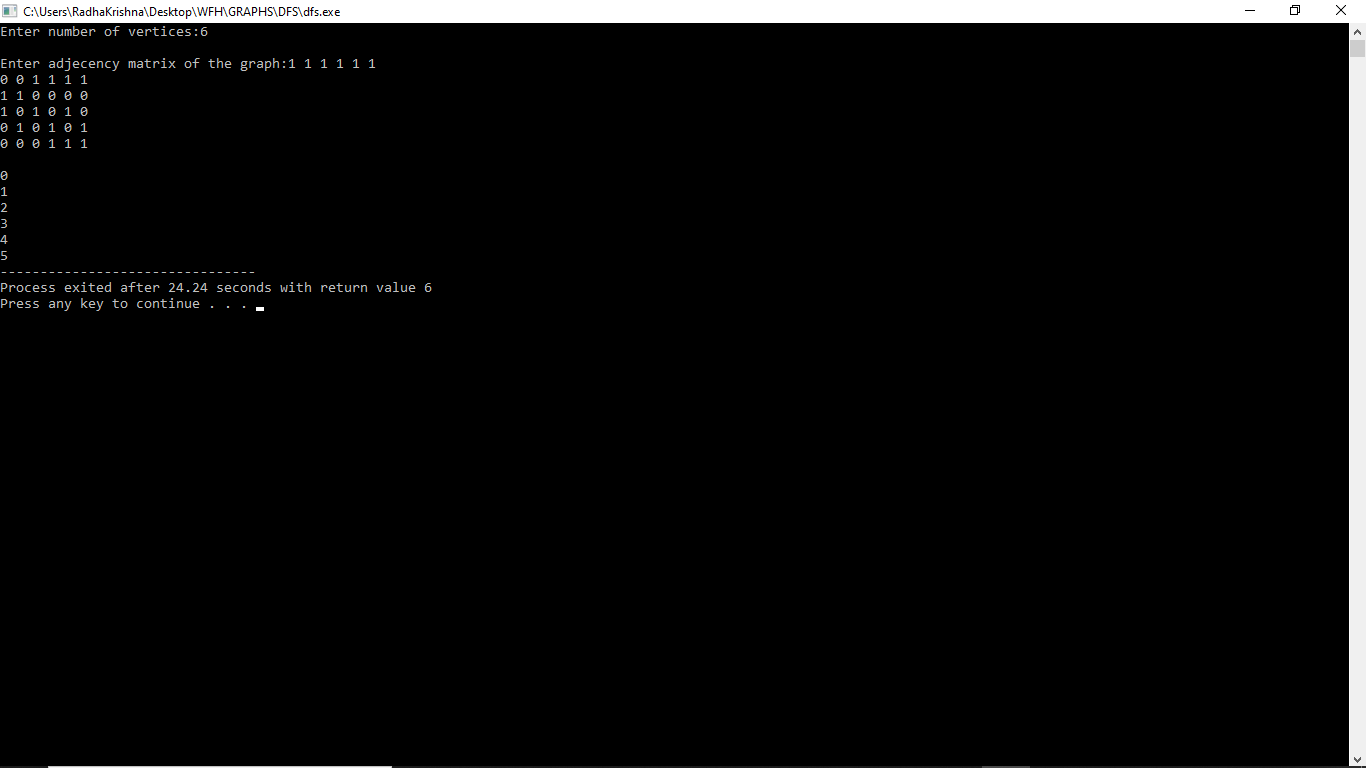 C:\Users\RadhaKrishna\Desktop\WFH\GRAPHS\DFS\dfs.exe
Enter number of vertices:6
Enter adjecency matrix of the graph:1 1 1 1 1 1
0 0 1 1 1 1
1 1 0 0 0 0
1 0 1 0 1 0
0 1 0 1 0 1
0 0 0 1 1 1
0
1
2
3
4
5
--------------------------------
Process exited after 24.24 seconds with return value 6
Press any key to continue . . .